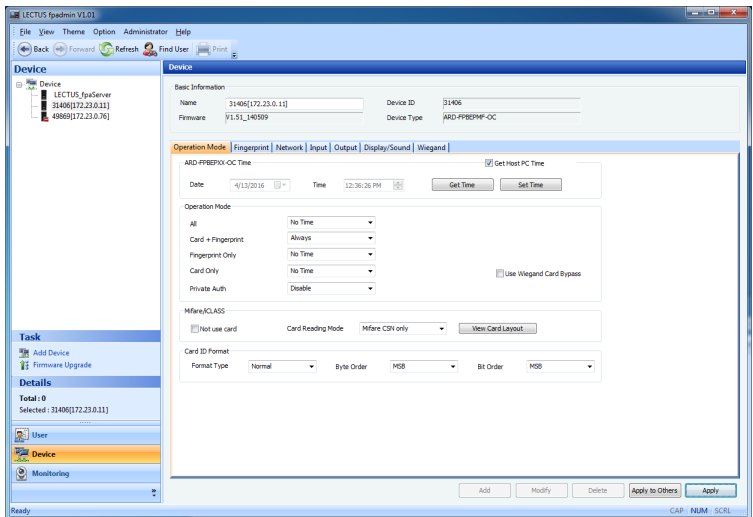 LECTUS fpadmin V1.01
File View Theme Option Administrator Help
Back Forward Refresh Find User Print
Device
Device
LECTUS_fpaServer
31406[172.23.0.11]
49869[172.23.0.76]
Task
Add Device
Firmware Upgrade
Details
Total : 0
Selected : 31406[172.23.0.11]
User
Device
Monitoring
Device
Basic Information
Name 31406[172.23.0.11] Device ID 31406
Firmware V1.51_140509 Device Type ARD-FPBEPMF-OC
Operation Mode Fingerprint Network Input Output Display/Sound Wiegand
ARD-FPBEPXX-OC Time Get Host PC Time
Date 4/13/2016 Time 12:36:26 PM Get Time Set Time
Operation Mode
All No Time
Card + Fingerprint Always
Fingerprint Only No Time
Card Only No Time Use Wiegand Card Bypass
Private Auth Disable
Mifare/iCLASS
Not use card Card Reading Mode Mifare CSN only View Card Layout
Card ID Format
Format Type Normal Byte Order MSB Bit Order MSB
Add Modify Delete Apply to Others Apply
Ready CAP NUM SCRL